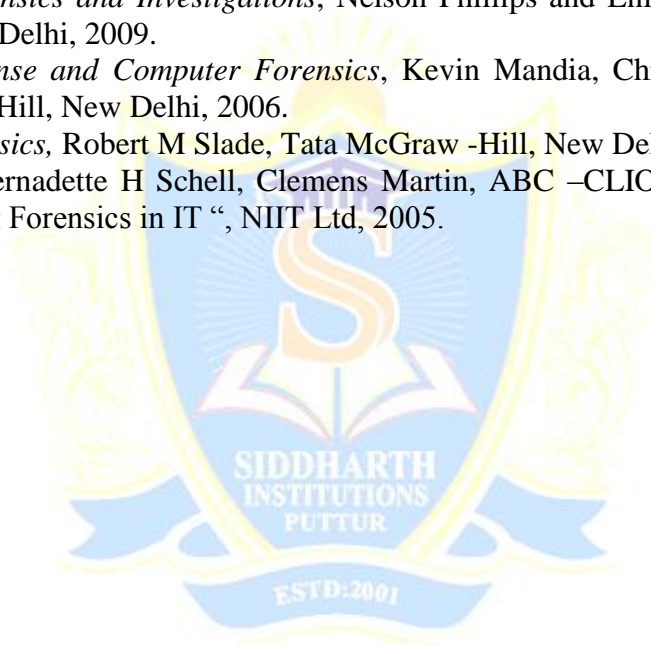 nsics and Investigations, Nelson Phillips and Enf
Delhi, 2009.
nse and Computer Forensics, Kevin Mandia, Ch
Hill, New Delhi, 2006.
sics, Robert M Slade, Tata McGraw -Hill, New Del
ernadette H Schell, Clemens Martin, ABC –CLIO
Forensics in IT “, NIIT Ltd, 2005.
S
SIDDHARTH
INSTITUTIONS
PUTTUR
ESTD:2001